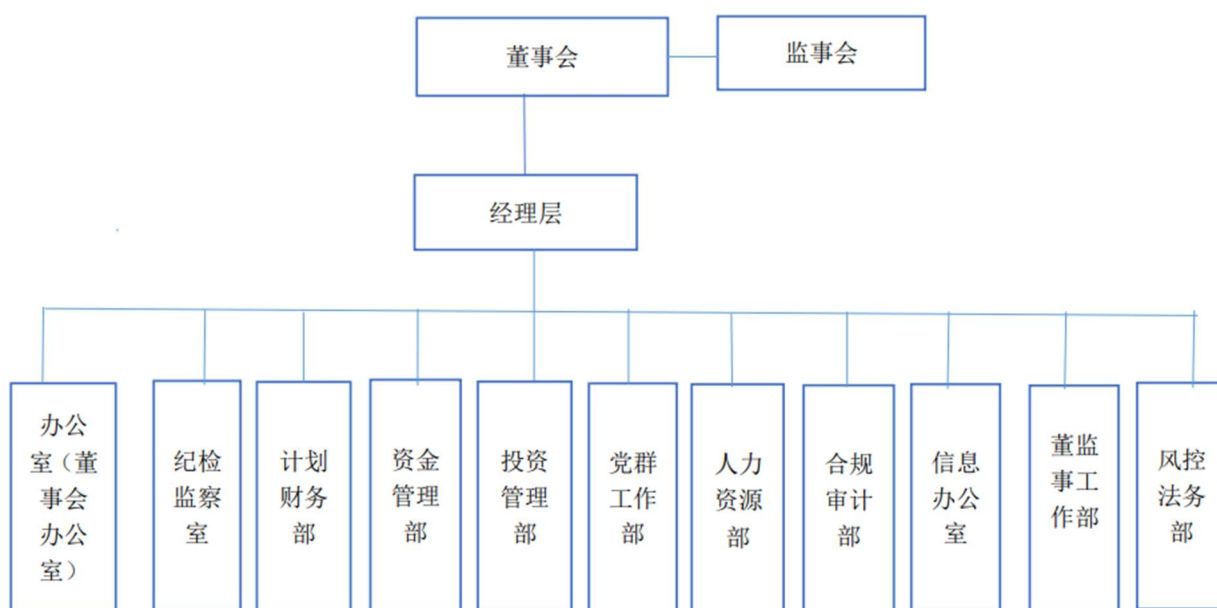 董事会
监事会
经理层
办公
室（董
事会
办公
室）
纪检
监察
室
计划
财务
部
资金
管理
部
投资
管理
部
党群
工作
部
人力
资源
部
合规
审计
部
信息
办公
室
董监
事工
作部
风控
法务
部